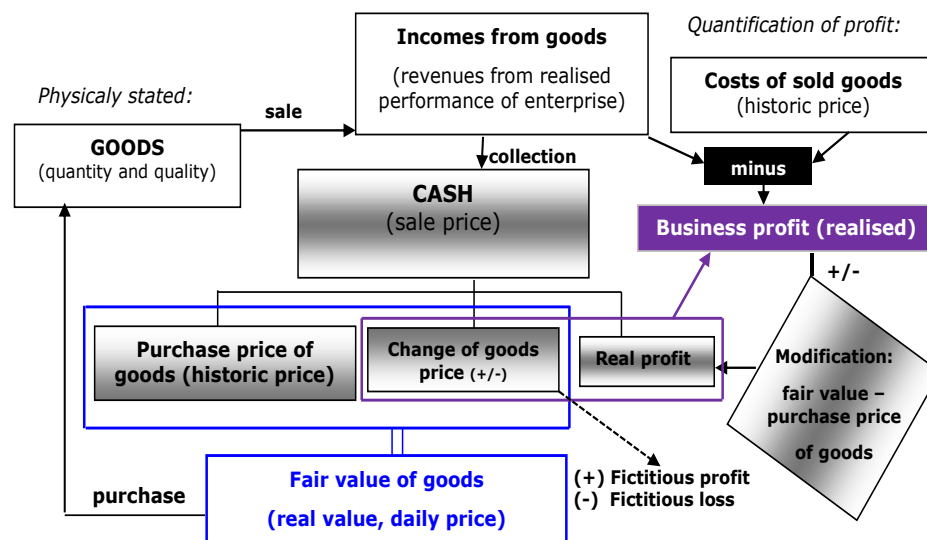 Incomes from goods
(revenues from realised
performance of enterprise)
Quantification of profit:
Costs of sold goods
(historic price)
Physicaly stated:
sale
GOODS
(quantity and quality)
collection
minus
CASH
(sale price)
Business profit (realised)
+/-
Purchase price of
goods (historic price)
Change of goods
price (+/-)
Real profit
Modification:
fair value –
purchase price
of goods
(+) Fictitious profit
(-) Fictitious loss
purchase
Fair value of goods
(real value, daily price)